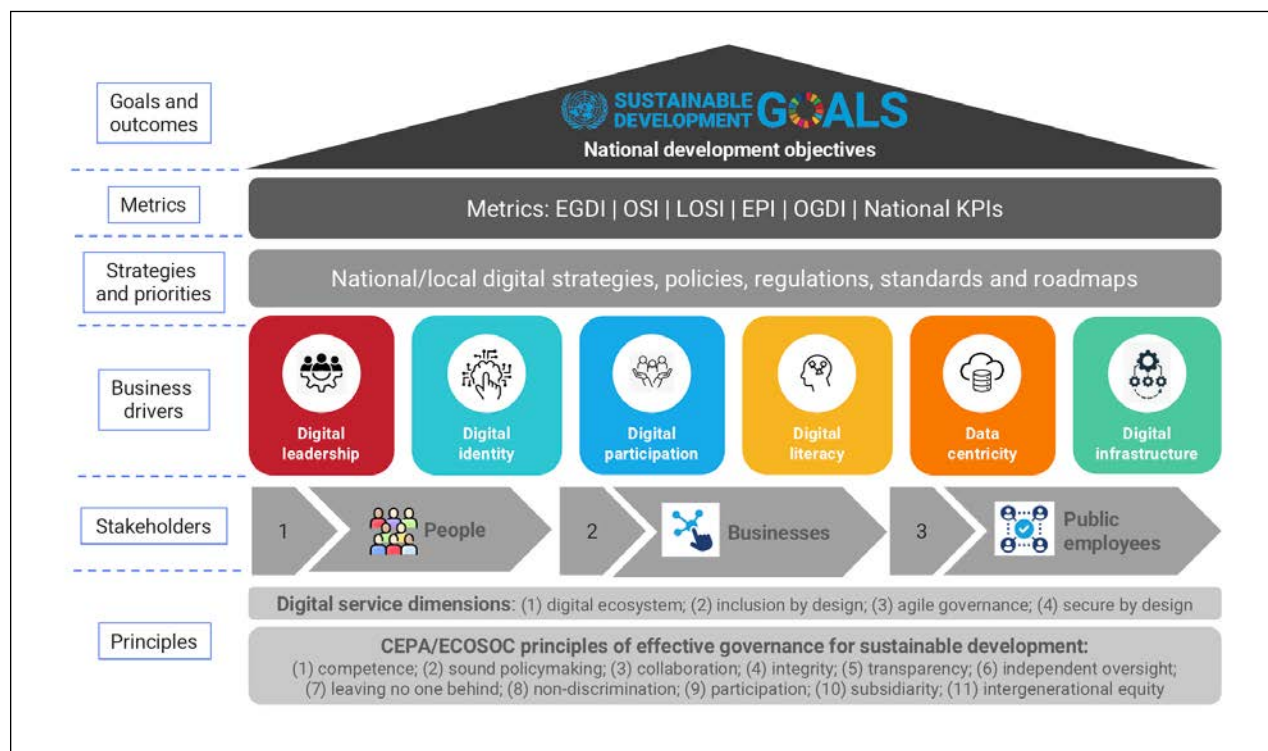 Goals and
outcomes
SUSTAINABLE
DEVELOPMENT
GOALS
National development objectives
Metrics
Metrics: EGDI | OSI | LOSI | EPI | OGDI | National KPIs
Strategies
and priorities
National/local digital strategies, policies, regulations, standards and roadmaps
Business
drivers
Digital
leadership
Digital
identity
Digital
participation
Digital
literacy
Data
centricity
Digital
infrastructure
Stakeholders
1
People
2
Businesses
3
Public
employees
Principles
Digital service dimensions: (1) digital ecosystem; (2) inclusion by design; (3) agile governance; (4) secure by design
CEPA/ECOSOC principles of effective governance for sustainable development:
(1) competence; (2) sound policymaking; (3) collaboration; (4) integrity; (5) transparency; (6) independent oversight;
(7) leaving no one behind; (8) non-discrimination; (9) participation; (10) subsidiarity; (11) intergenerational equity